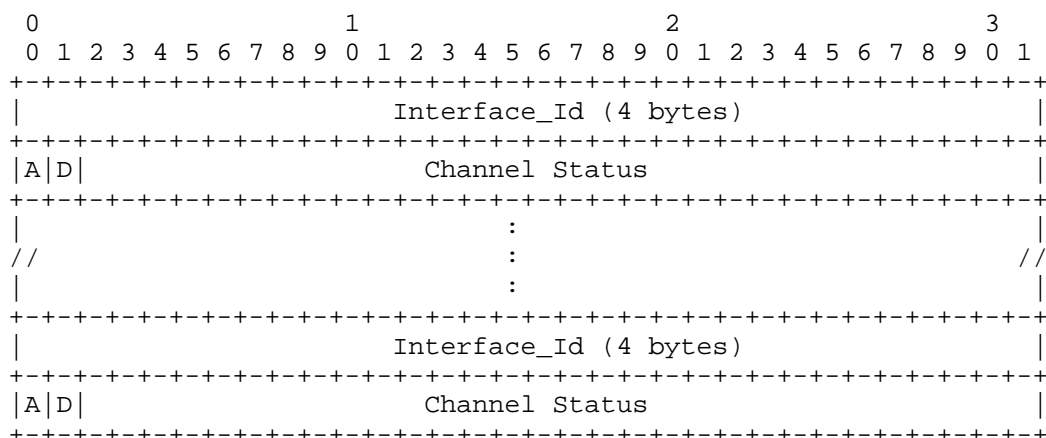 0                   1                   2                   3
 0 1 2 3 4 5 6 7 8 9 0 1 2 3 4 5 6 7 8 9 0 1 2 3 4 5 6 7 8 9 0 1
+-+-+-+-+-+-+-+-+-+-+-+-+-+-+-+-+-+-+-+-+-+-+-+-+-+-+-+-+-+-+-+-+
|                       Interface_Id (4 bytes)                  |
+-+-+-+-+-+-+-+-+-+-+-+-+-+-+-+-+-+-+-+-+-+-+-+-+-+-+-+-+-+-+-+-+
|A|D|                     Channel Status                        |
+-+-+-+-+-+-+-+-+-+-+-+-+-+-+-+-+-+-+-+-+-+-+-+-+-+-+-+-+-+-+-+-+
|                              :                                |
//                             :                               //
|                              :                                |
+-+-+-+-+-+-+-+-+-+-+-+-+-+-+-+-+-+-+-+-+-+-+-+-+-+-+-+-+-+-+-+-+
|                       Interface_Id (4 bytes)                  |
+-+-+-+-+-+-+-+-+-+-+-+-+-+-+-+-+-+-+-+-+-+-+-+-+-+-+-+-+-+-+-+-+
|A|D|                     Channel Status                        |
+-+-+-+-+-+-+-+-+-+-+-+-+-+-+-+-+-+-+-+-+-+-+-+-+-+-+-+-+-+-+-+-+